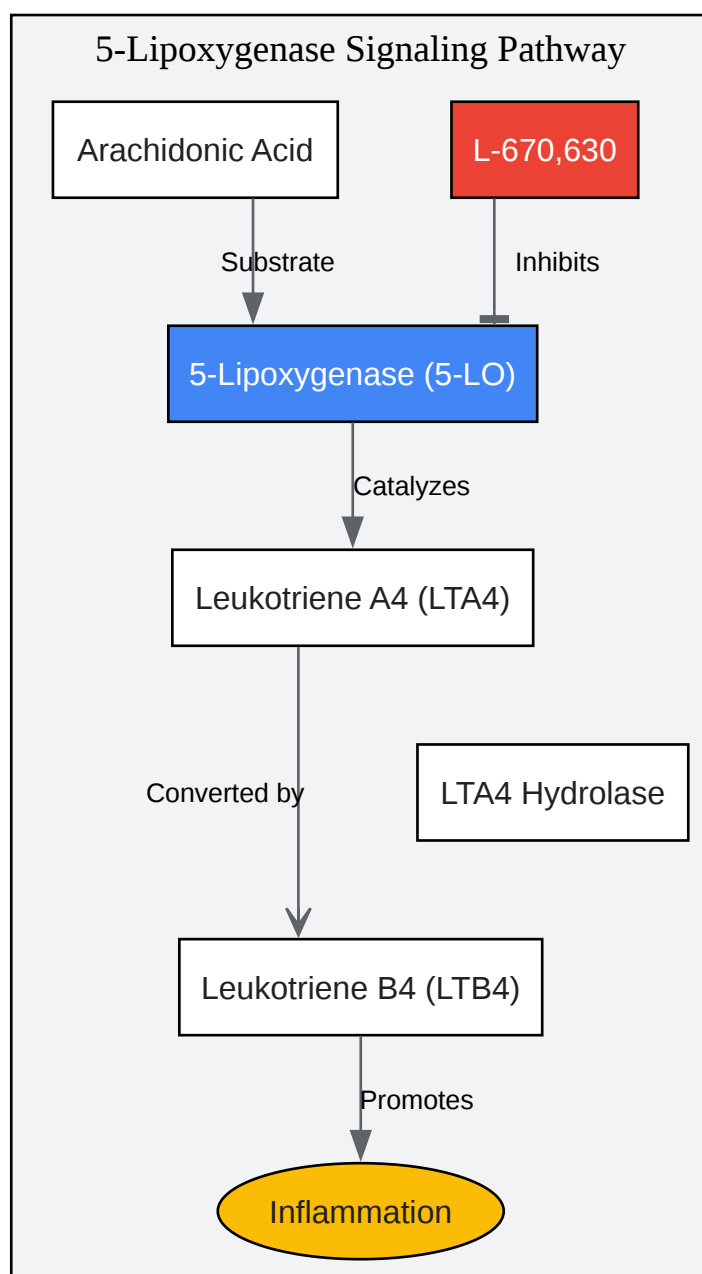 5-Lipoxygenase Signaling Pathway
Arachidonic Acid
L-670,630
Substrate
Inhibits
5-Lipoxygenase (5-LO)
Catalyzes
Leukotriene A4 (LTA4)
Converted by
LTA4 Hydrolase
Leukotriene B4 (LTB4)
Promotes
Inflammation